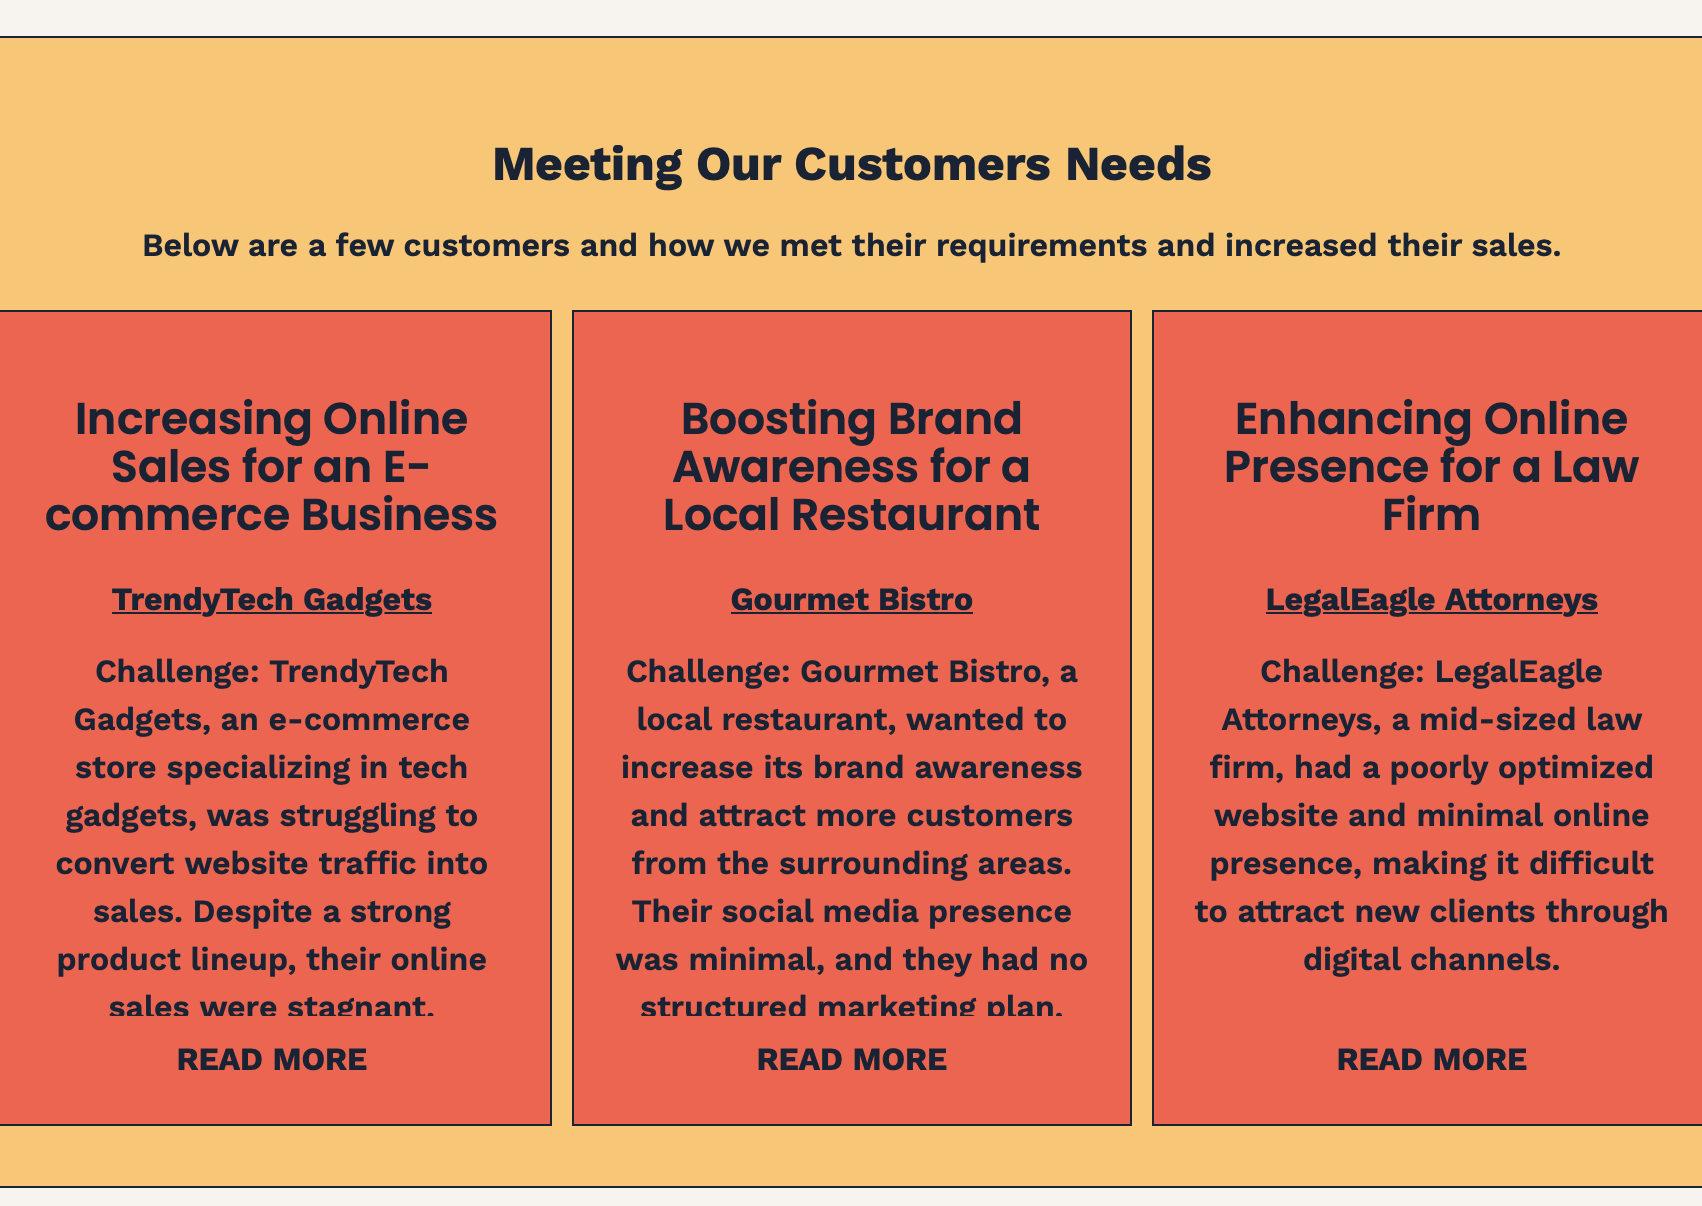 Meeting Our Customers Needs
Below are a few customers and how we met their requirements and increased their sales.
Increasing Online
Sales for an E-
commerce Business
TrendyTech Gadgets
Challenge: TrendyTech
Gadgets, an e-commerce
store specializing in tech
gadgets, was struggling to
convert website traffic into
sales. Despite a strong
product lineup, their online
sales were stagnant.
READ MORE
Boosting Brand
Awareness for a
Local Restaurant
Gourmet Bistro
Challenge: Gourmet Bistro, a
local restaurant, wanted to
increase its brand awareness
and attract more customers
from the surrounding areas.
Their social media presence
was minimal, and they had no
structured marketing plan.
READ MORE
Enhancing Online
Presence for a Law
Firm
LegalEagle Attorneys
Challenge: LegalEagle
Attorneys, a mid-sized law
firm, had a poorly optimized
website and minimal online
presence, making it difficult
to attract new clients through
digital channels.
READ MORE